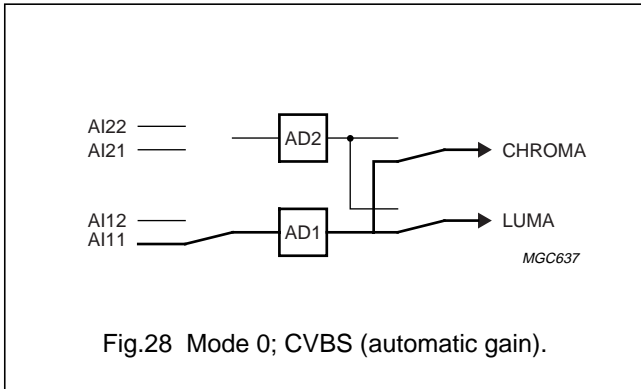 AI22
AI21
AD2
CHROMA
AI12
AI11
AD1
LUMA
MGC637
Fig.28 Mode 0; CVBS (automatic gain).